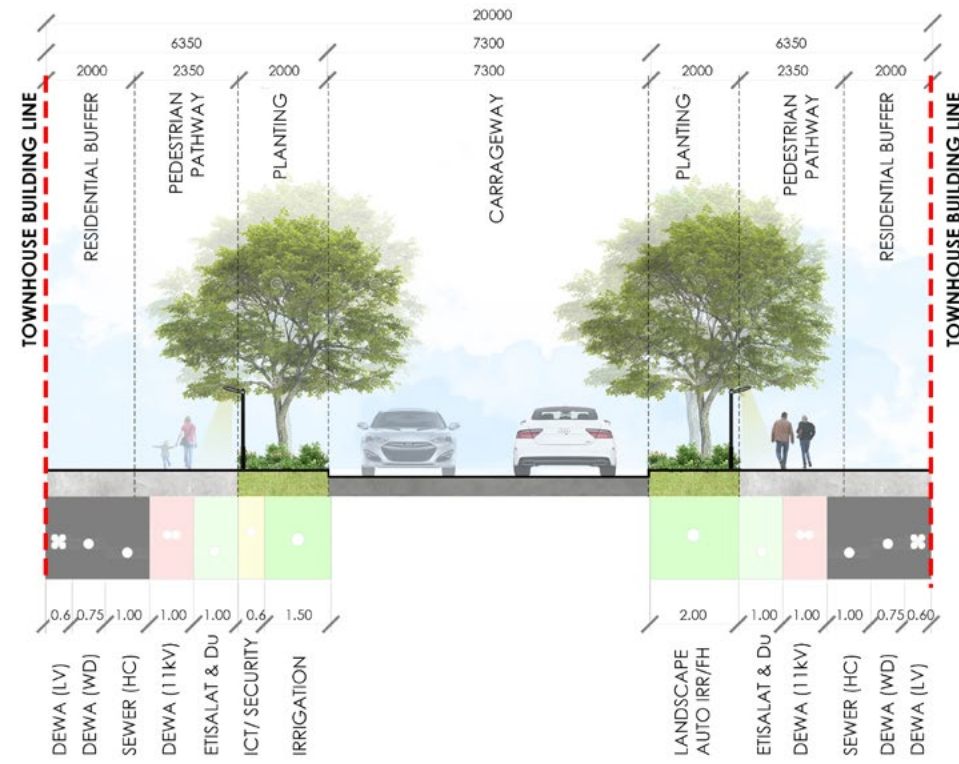 20000
6350 7300 6350
2000 2350 2000 7300 2000 2350 2000
TOWNHOUSE BUILDING LINE
RESIDENTIAL BUFFER
PEDESTRIAN
PATHWAY
PLANTING
CARRAGEWAY
PLANTING
PEDESTRIAN
PATHWAY
RESIDENTIAL BUFFER
TOWNHOUSE BUILDING LINE
0.6 0.75 1.00 1.00 1.00 0.6 1.50 2.00 1.00 1.00 1.00 0.75 0.60
DEWA (LV)
DEWA (WD)
SEWER (HC)
DEWA (11kV)
ETISALAT & Du
ICT/ SECURITY
IRRIGATION
LANDSCAPE
AUTO IRR/FH
ETISALAT & Du
DEWA (11kV)
SEWER (HC)
DEWA (WD)
DEWA (LV)